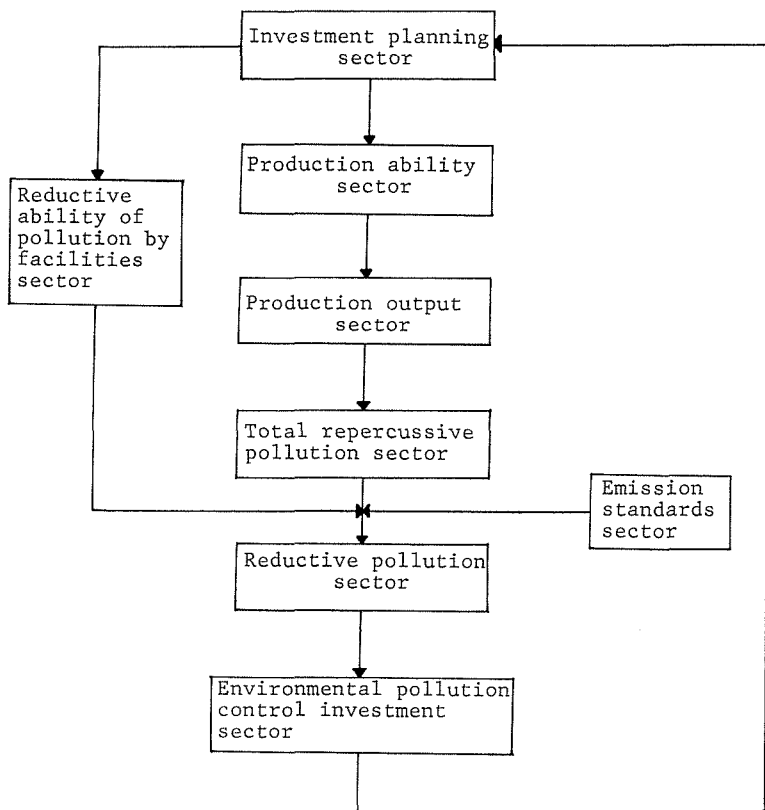 Investment planning
sector
Production ability
sector
Reductive
ability of
pollution by
facilities
sector
Production output
sector
Total repercussive
pollution sector
Emission
standards
sector
Reductive pollution
sector
Environmental pollution
control investment
sector